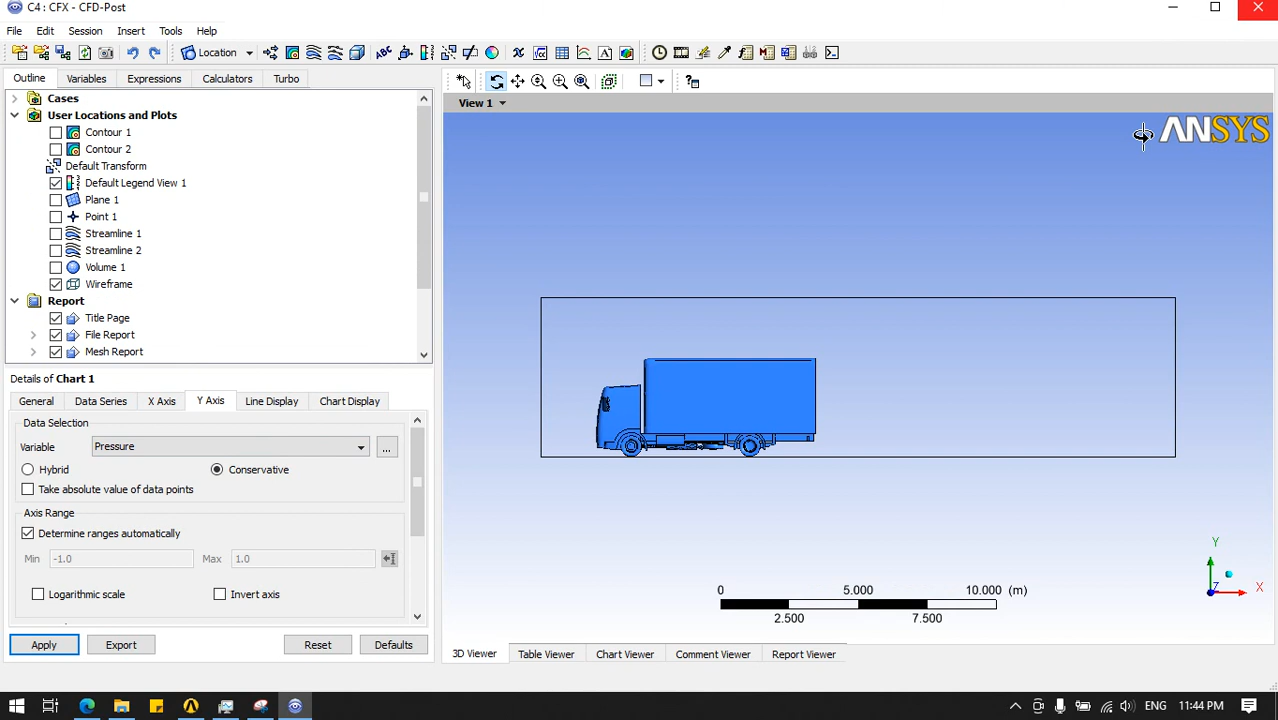 C4 : CFX - CFD-Post
File Edit Session Insert Tools Help
Location
Outline Variables Expressions Calculators Turbo
Cases
User Locations and Plots
Contour 1
Contour 2
Default Transform
Default Legend View 1
Plane 1
Point 1
Streamline 1
Streamline 2
Volume 1
Wireframe
Report
Title Page
File Report
Mesh Report
Details of Chart 1
General Data Series X Axis Y Axis Line Display Chart Display
Data Selection
Variable Pressure ...
Hybrid Conservative
Take absolute value of data points
Axis Range
Determine ranges automatically
Min -1.0 Max 1.0
Logarithmic scale Invert axis
Apply Export Reset Defaults
View 1
ANSYS
Y
X
Z
0 5.000 10.000 (m)
2.500 7.500
3D Viewer Table Viewer Chart Viewer Comment Viewer Report Viewer
ENG 11:44 PM